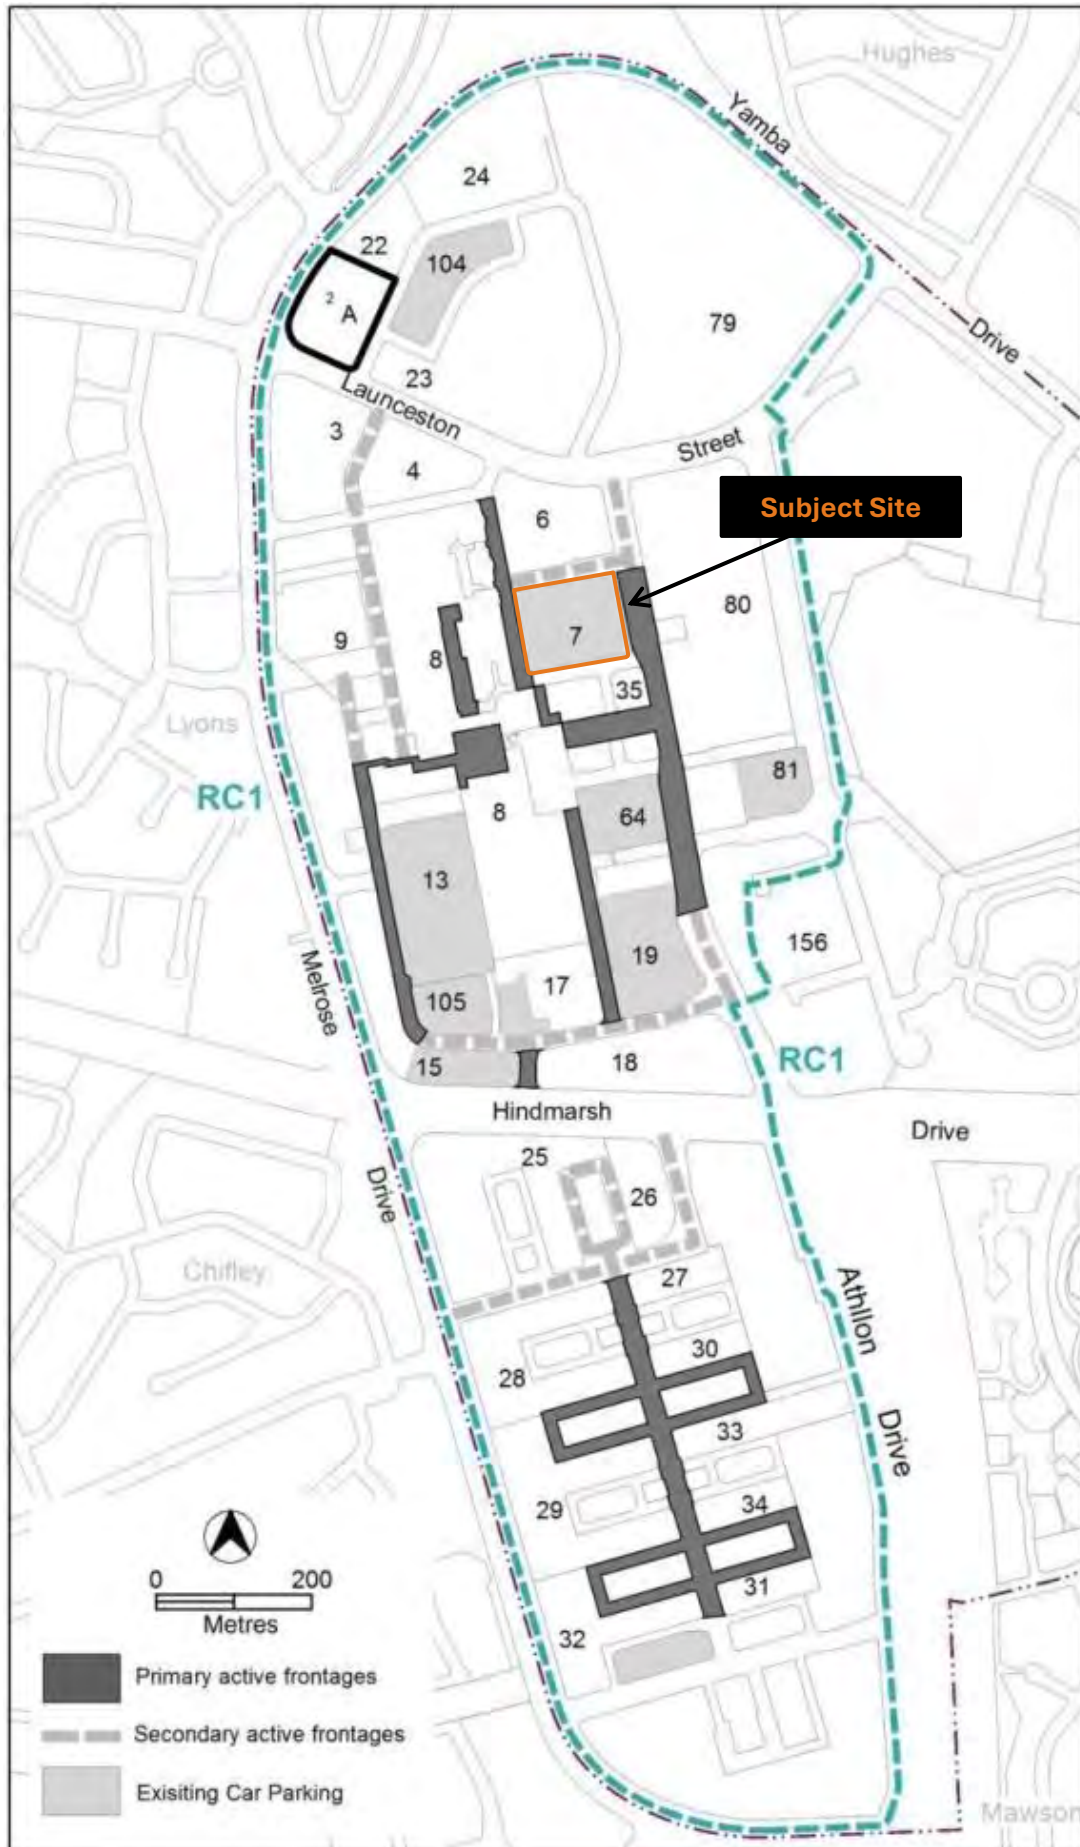 Hughes
Yamba
24
22
104
2
A
79
Drive
23
Launceston
3
Street
4
Subject Site
6
80
7
9
8
35
Lyons
81
RC1
8
64
13
156
19
17
Melrose
105
RC1
18
15
Hindmarsh
Drive
25
Drive
26
Chifley
27
Athllon
30
28
Drive
33
34
29
31
0 200
Metres
32
Primary active frontages
Secondary active frontages
Exisiting Car Parking
Mawson